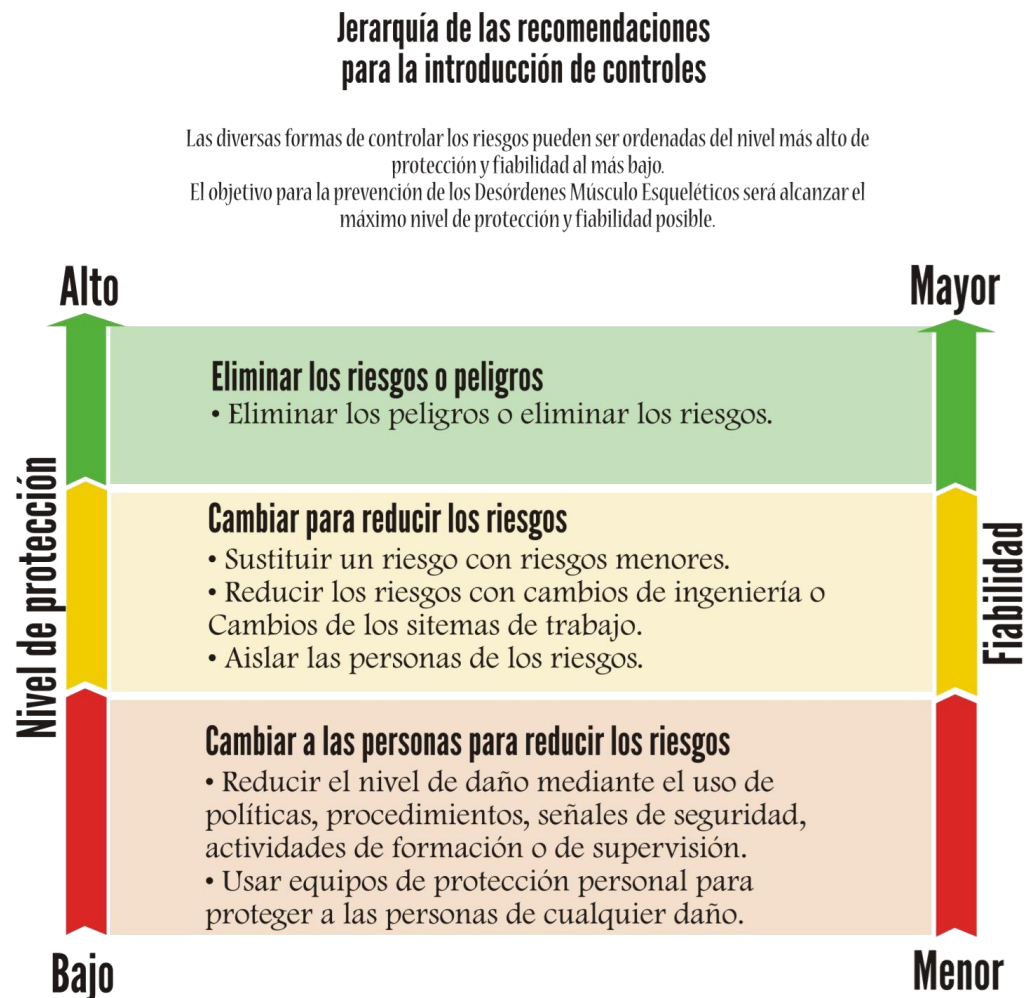 Jerarquía de las recomendaciones
para la introducción de controles
Las diversas formas de controlar los riesgos pueden ser ordenadas del nivel más alto de
protección y fiabilidad al más bajo.
El objetivo para la prevención de los Desórdenes Músculo Esqueléticos será alcanzar el
máximo nivel de protección y fiabilidad posible.
Alto
Mayor
Nivel de protección
Fiabilidad
Eliminar los riesgos o peligros
• Eliminar los peligros o eliminar los riesgos.
Cambiar para reducir los riesgos
• Sustituir un riesgo con riesgos menores.
• Reducir los riesgos con cambios de ingeniería o
Cambios de los sitemas de trabajo.
• Aislar las personas de los riesgos.
Cambiar a las personas para reducir los riesgos
• Reducir el nivel de daño mediante el uso de
políticas, procedimientos, señales de seguridad,
actividades de formación o de supervisión.
• Usar equipos de protección personal para
proteger a las personas de cualquier daño.
Bajo
Menor